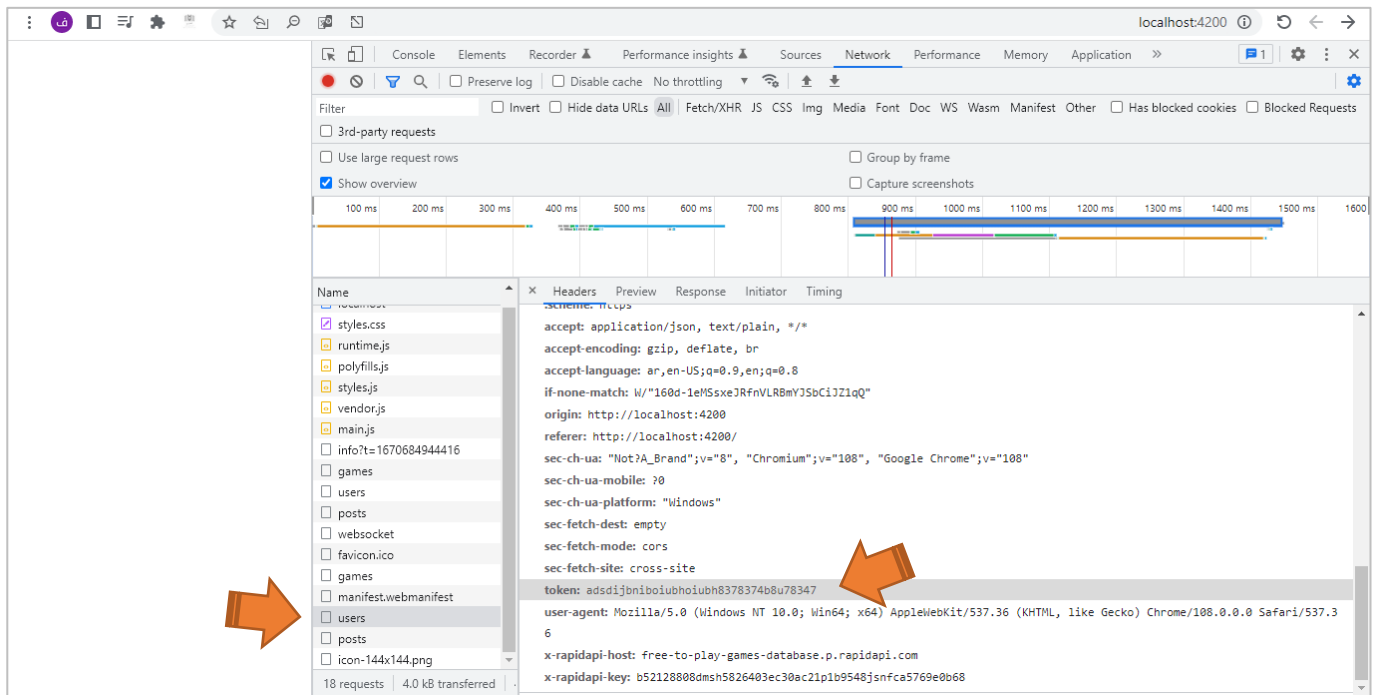 ف
localhost:4200
Console Elements Recorder Performance insights Sources Network Performance Memory Application » 1
Preserve log Disable cache No throttling
Filter Invert Hide data URLs All Fetch/XHR JS CSS Img Media Font Doc WS Wasm Manifest Other Has blocked cookies Blocked Requests
3rd-party requests
Use large request rows Group by frame
Show overview Capture screenshots
100 ms 200 ms 300 ms 400 ms 500 ms 600 ms 700 ms 800 ms 900 ms 1000 ms 1100 ms 1200 ms 1300 ms 1400 ms 1500 ms 1600
Name
localhost
styles.css
runtime.js
polyfills.js
styles.js
vendor.js
main.js
info?t=1670684944416
games
users
posts
websocket
favicon.ico
games
manifest.webmanifest
users
posts
icon-144x144.png
18 requests 4.0 kB transferred
× Headers Preview Response Initiator Timing
:scheme: https
accept: application/json, text/plain, */*
accept-encoding: gzip, deflate, br
accept-language: ar,en-US;q=0.9,en;q=0.8
if-none-match: W/"160d-1eMSsxeJRfnVLRBmYJSbCiJZ1qQ"
origin: http://localhost:4200
referer: http://localhost:4200/
sec-ch-ua: "Not?A_Brand";v="8", "Chromium";v="108", "Google Chrome";v="108"
sec-ch-ua-mobile: ?0
sec-ch-ua-platform: "Windows"
sec-fetch-dest: empty
sec-fetch-mode: cors
sec-fetch-site: cross-site
token: adsdijbniboiubhoiubh8378374b8u78347
user-agent: Mozilla/5.0 (Windows NT 10.0; Win64; x64) AppleWebKit/537.36 (KHTML, like Gecko) Chrome/108.0.0.0 Safari/537.3
6
x-rapidapi-host: free-to-play-games-database.p.rapidapi.com
x-rapidapi-key: b52128808dmsh5826403ec30ac21p1b9548jsnfca5769e0b68